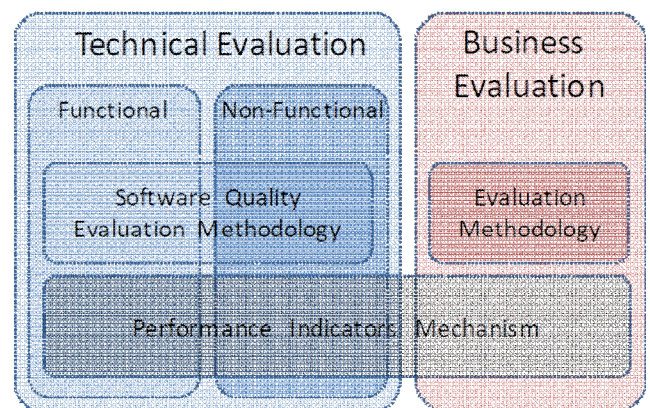 Technical Evaluation
Business
Evaluation
Functional
Non-Functional
Software Quality
Evaluation Methodology
Evaluation
Methodology
Performance Indicators Mechanism